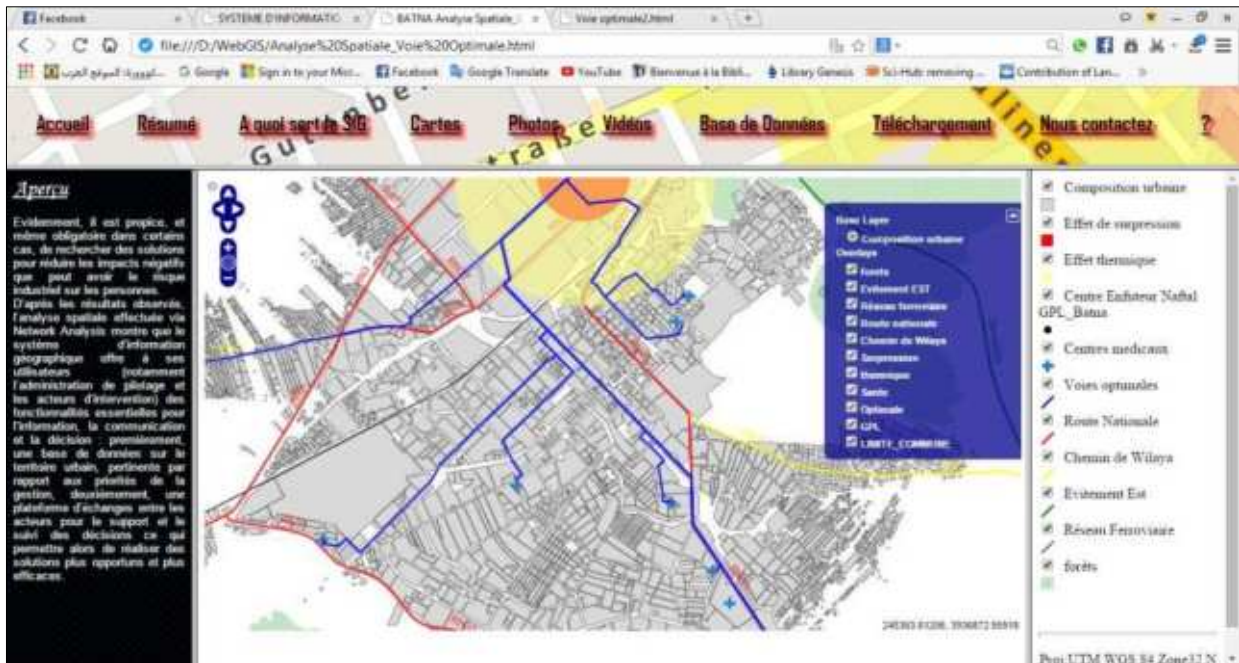 Facebook
SYSTEME D'INFORMATIC
BATNA-Analyse Spatiale_
Voie optimale2.html
file:///D:/WebGIS/Analyse%20Spatiale_Voie%20Optimale.html
Google
Sign in to your Micr...
Facebook
Google Translate
YouTube
Bienvenue à la Bibli...
Library Genesis
Sci-Hub: removing ...
Contribution of Lan...
Accueil
Résumé
A quoi sert le SIG
Cartes
Photos
Vidéos
Base de Données
Téléchargement
Nous contactez
?
Aperçu
Evidemment, il est propice, et
même obligatoire dans certains
cas, de rechercher des solutions
pour réduire les impacts négatifs
que peut avoir le risque
industriel sur les personnes.
D'après les résultats observés,
l'analyse spatiale effectuée via
Network Analysis montre que le
système d'information
géographique offre à ses
utilisateurs (notamment
l'administration de pilotage et
les acteurs d'intervention) des
fonctionnalités essentielles pour
l'information, la communication
et la décision : premièrement,
une base de données sur le
territoire urbain, pertinente par
rapport aux priorités de la
gestion, deuxièmement, une
plateforme d'échanges entre les
acteurs pour le support et le
suivi des décisions ce qui
permettre alors de réaliser des
solutions plus opportuns et plus
efficaces.
Base Layer
Composition urbaine
Overlays
forets
Evitement EST
Réseau ferroviaire
Route nationale
Chemin de Wilaya
Surpression
thermique
Sante
Optimale
GPL
LIMITE_COMMUNE
Composition urbaine
Effet de surpression
Effet thermique
Centre Enfuteur Naftal
GPL_Batna
Centres medicaux
Voies optimales
Route Nationale
Chemin de Wilaya
Evitement Est
Réseau Ferroviaire
forêts
Proj UTM WGS 84 Zone32 N